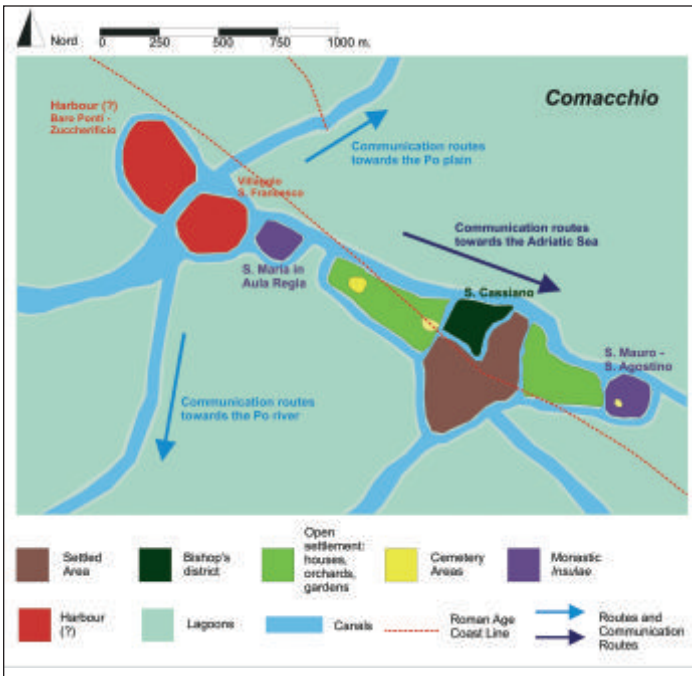 Nord
0 250 500 750 1000 m.
Comacchio
Harbour (?)
Baro Ponti -
Zuccherificio
Communication routes
towards the Po plain
Villaggio
S. Francesco
Communication routes
towards the Adriatic Sea
S. Maria in
Aula Regia
S. Cassiano
S. Mauro -
S. Agostino
Communication routes
towards the Po river
Settled
Area
Bishop's
district
Open
settlement:
houses,
orchards,
gardens
Cemetery
Areas
Monastic
Insulae
Harbour
(?)
Lagoons
Canals
Roman Age
Coast Line
Routes and
Communication
Routes